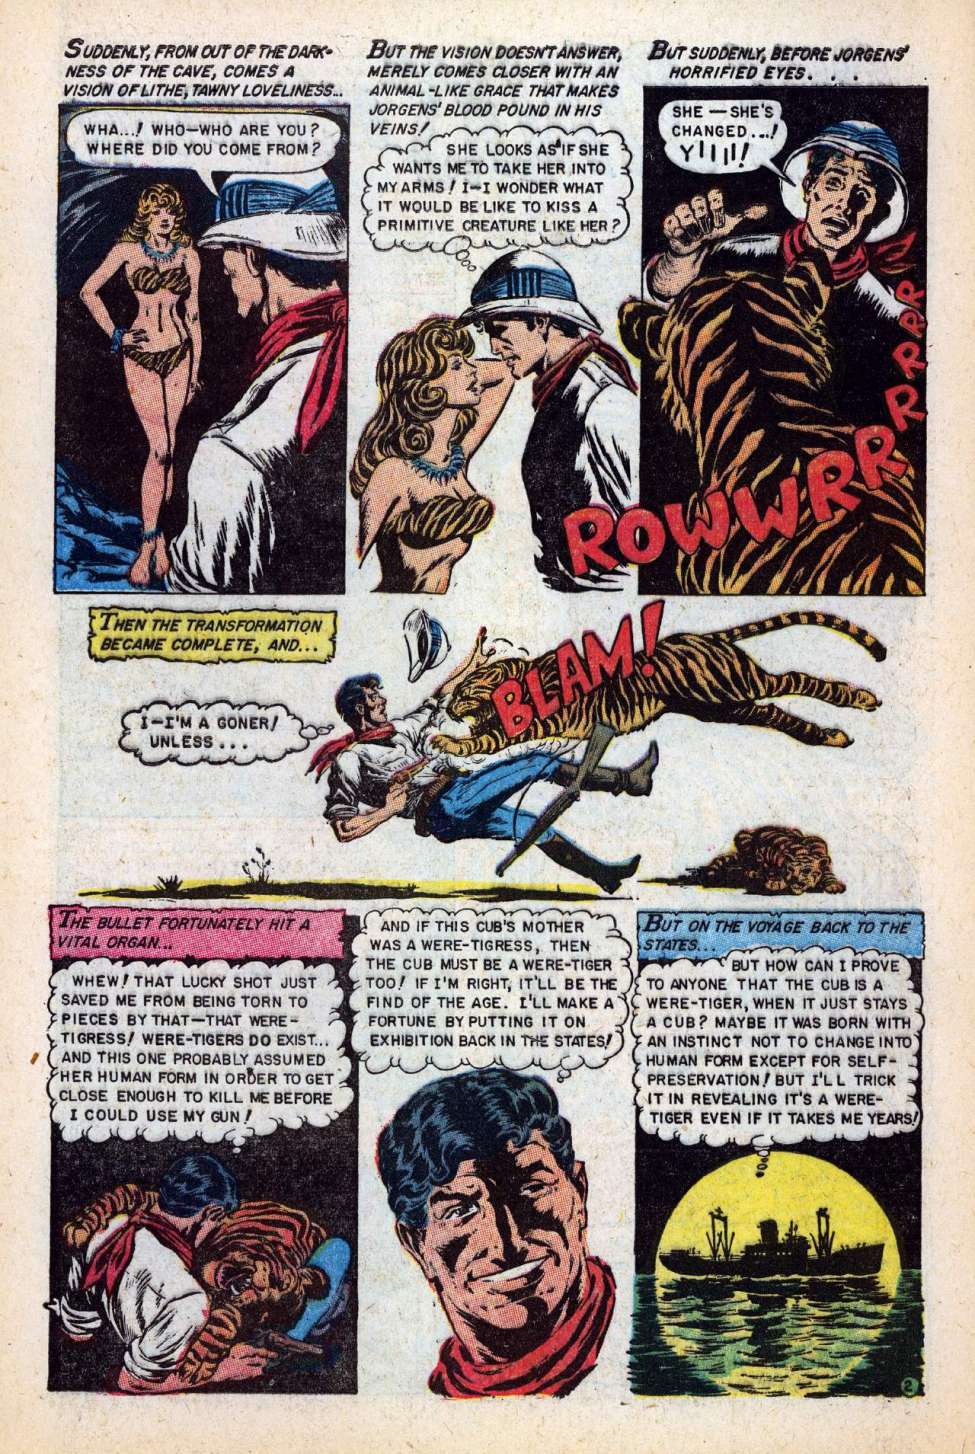 SUDDENLY, FROM OUT OF THE DARK-
NESS OF THE CAVE, COMES A
VISION OF LITHE, TAWNY LOVELINESS..
WHA...! WHO—WHO ARE YOU?
WHERE DID YOU COME FROM?
BUT THE VISION DOESN'T ANSWER,
MERELY COMES CLOSER WITH AN
ANIMAL-LIKE GRACE THAT MAKES
JORGENS' BLOOD POUND IN HIS
VEINS!
SHE LOOKS AS IF SHE
WANTS ME TO TAKE HER INTO
MY ARMS! I—I WONDER WHAT
IT WOULD BE LIKE TO KISS A
PRIMITIVE CREATURE LIKE HER?
BUT SUDDENLY, BEFORE JORGENS'
HORRIFIED EYES. . .
SHE — SHE'S
CHANGED...!
YIIIII!
ROWWRRRRRR
THEN THE TRANSFORMATION
BECAME COMPLETE, AND...
I—I'M A GONER!
UNLESS...
BLAM!
THE BULLET FORTUNATELY HIT A
VITAL ORGAN...
WHEW! THAT LUCKY SHOT JUST
SAVED ME FROM BEING TORN TO
PIECES BY THAT—THAT WERE-
TIGRESS! WERE-TIGERS DO EXIST...
AND THIS ONE PROBABLY ASSUMED
HER HUMAN FORM IN ORDER TO GET
CLOSE ENOUGH TO KILL ME BEFORE
I COULD USE MY GUN!
AND IF THIS CUB'S MOTHER
WAS A WERE-TIGRESS, THEN
THE CUB MUST BE A WERE-TIGER
TOO! IF I'M RIGHT, IT'LL BE THE
FIND OF THE AGE. I'LL MAKE A
FORTUNE BY PUTTING IT ON
EXHIBITION BACK IN THE STATES!
BUT ON THE VOYAGE BACK TO THE
STATES...
BUT HOW CAN I PROVE
TO ANYONE THAT THE CUB IS A
WERE-TIGER, WHEN IT JUST STAYS
A CUB? MAYBE IT WAS BORN WITH
AN INSTINCT NOT TO CHANGE INTO
HUMAN FORM EXCEPT FOR SELF-
PRESERVATION! BUT I'LL TRICK
IT IN REVEALING IT'S A WERE-
TIGER EVEN IF IT TAKES ME YEARS!
2